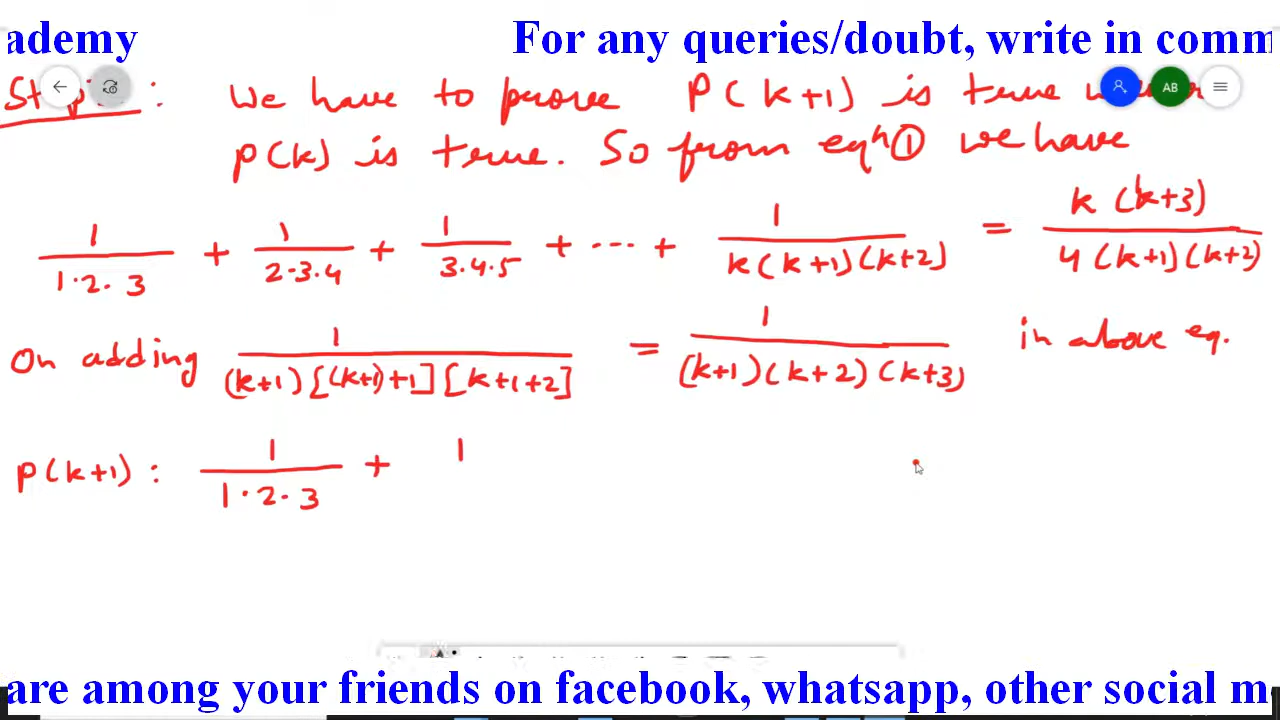 ademy For any queries/doubt, write in comm
We have to prove P(k+1) is true
P(k) is true. So from eqⁿ ① we have
1/(1·2·3) + 1/(2·3·4) + 1/(3·4·5) + ... + 1/(k(k+1)(k+2)) = k(k+3)/(4(k+1)(k+2))
On adding 1/((k+1)[(k+1)+1][k+1+2]) = 1/((k+1)(k+2)(k+3)) in above eq.
P(k+1) : 1/(1·2·3) + 1
AB
are among your friends on facebook, whatsapp, other social m